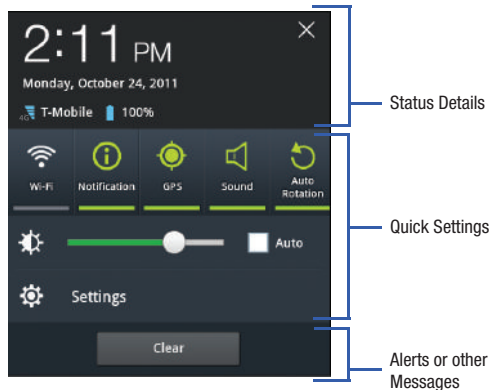 2:11 PM
Monday, October 24, 2011
4G T-Mobile 100%
Status Details
Wi-Fi
Notification
GPS
Sound
Auto
Rotation
Quick Settings
Auto
Settings
Clear
Alerts or other
Messages